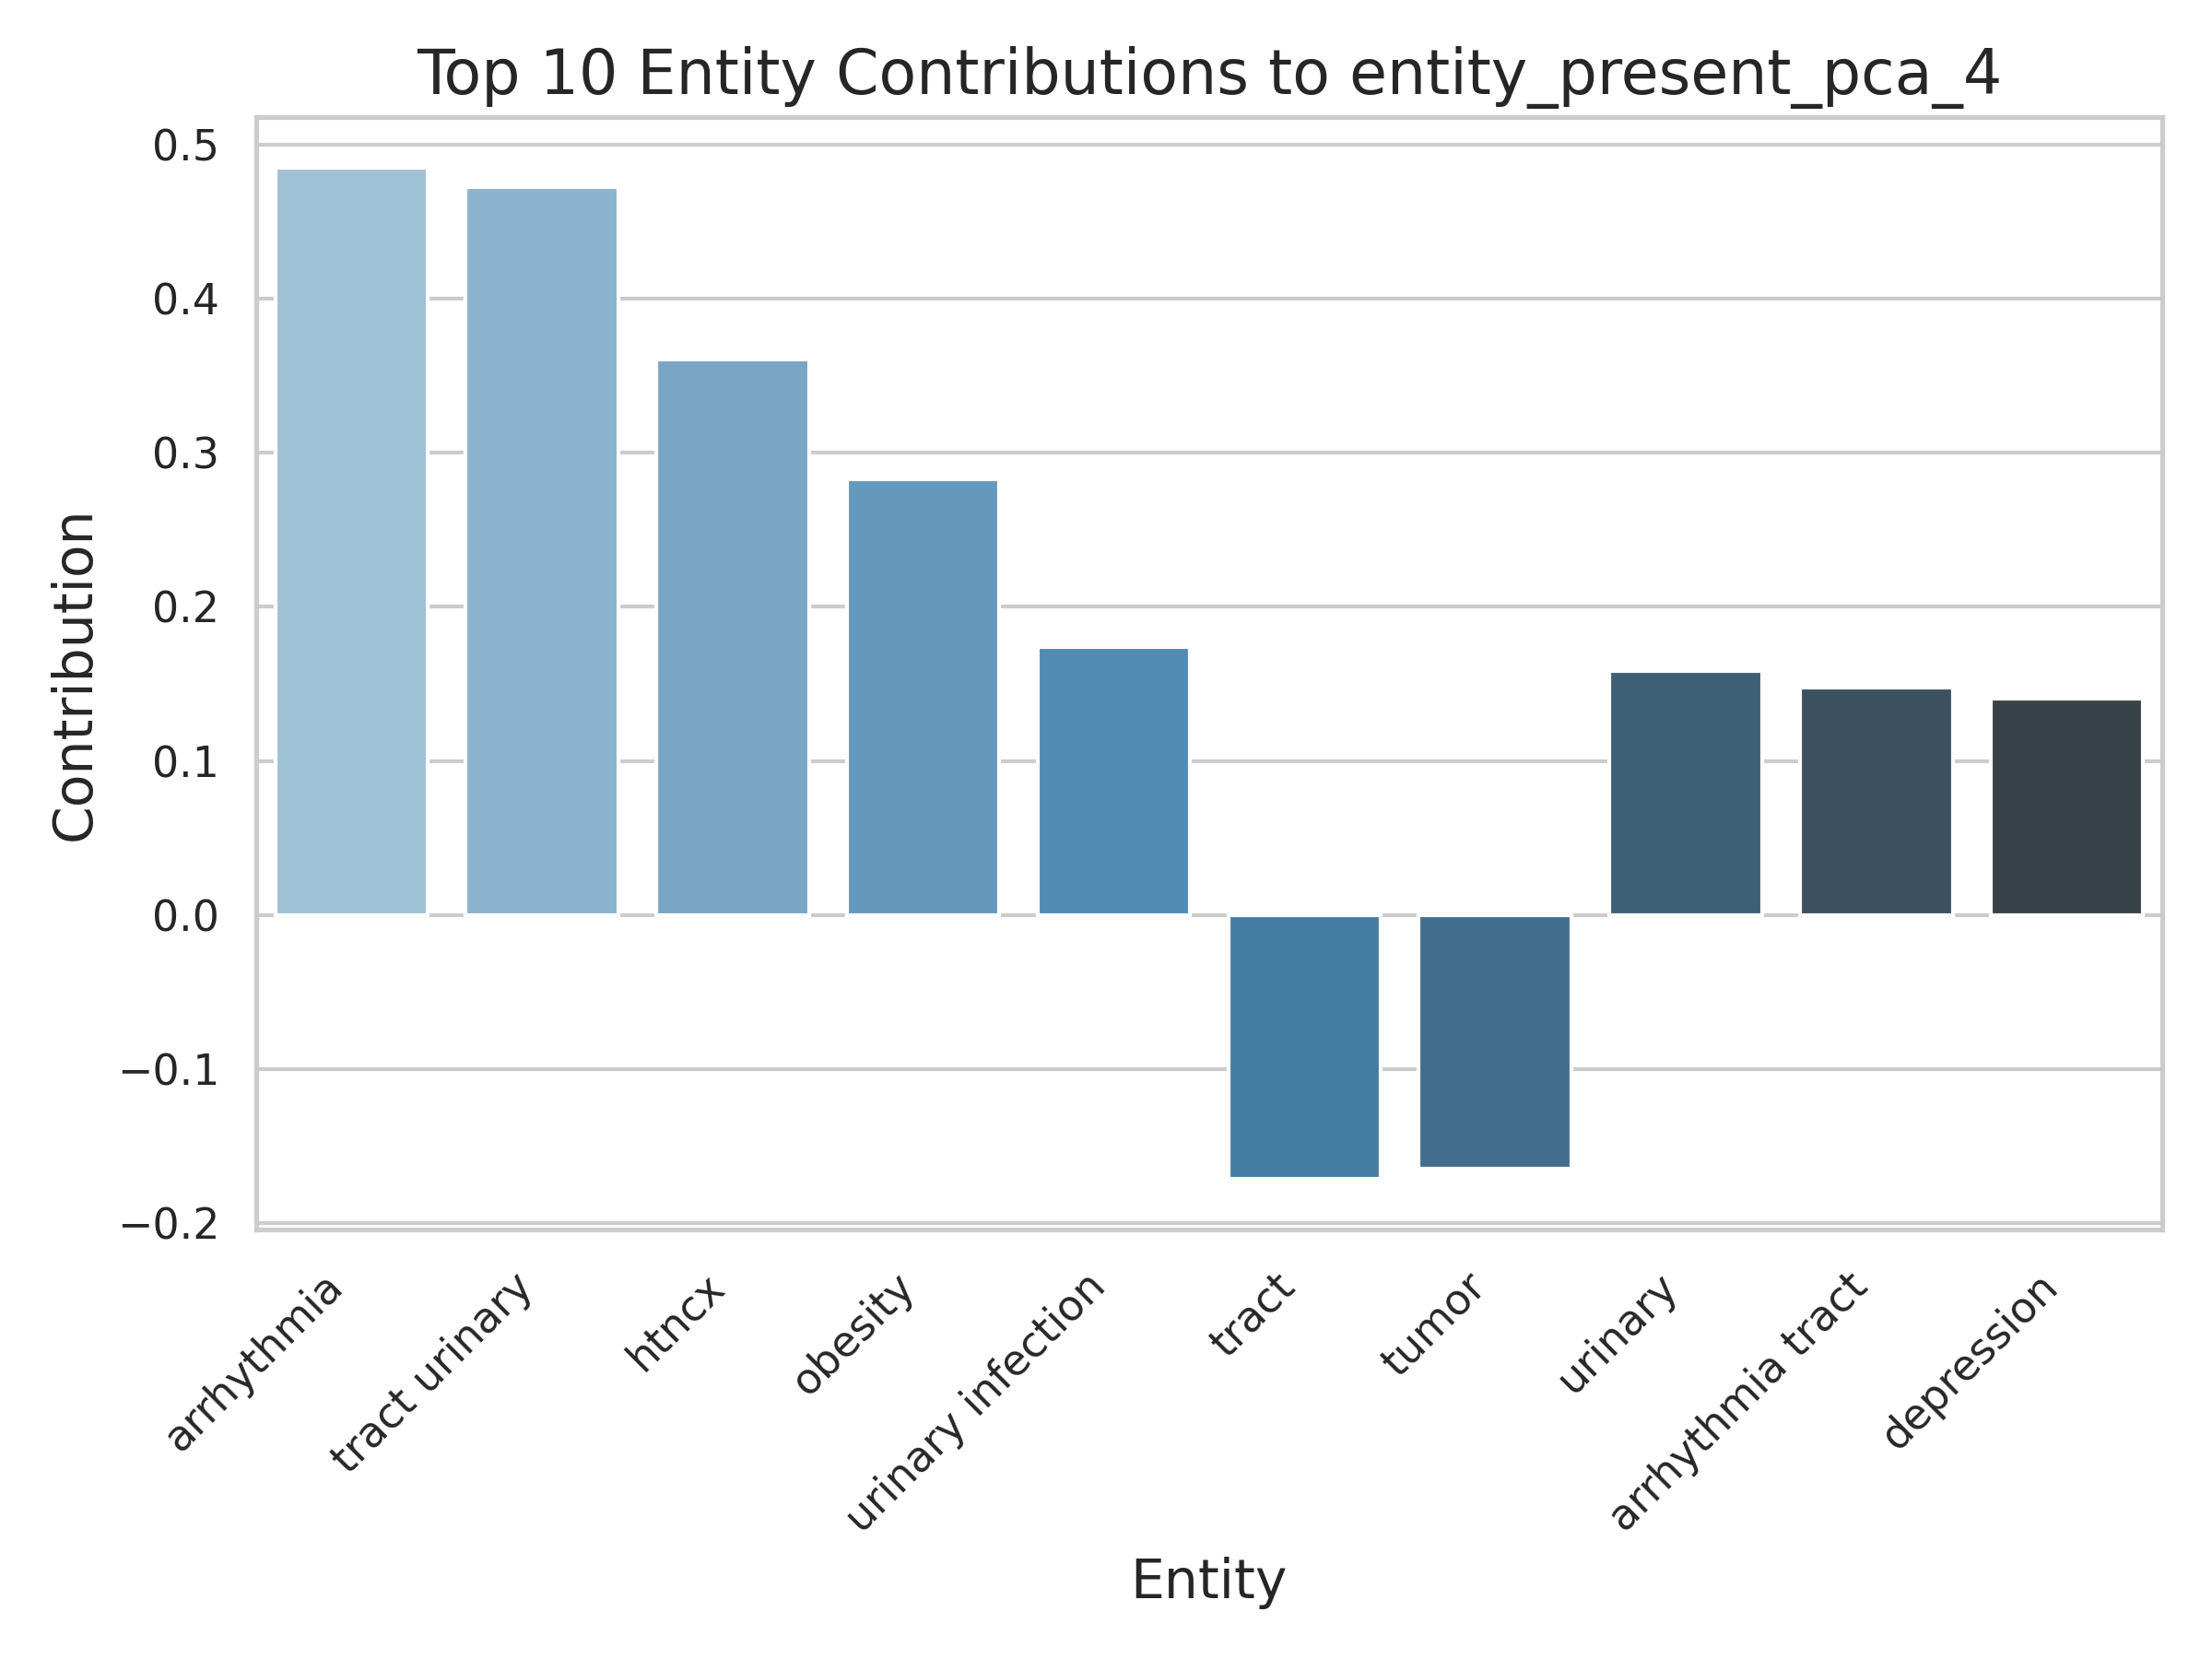 Top 10 Entity Contributions to entity_present_pca_4
0.5
0.4
0.3
0.2
0.1
0.0
−0.1
−0.2
Contribution
arrhythmia
tract urinary
htncx
obesity
urinary infection
tract
tumor
urinary
arrhythmia tract
depression
Entity